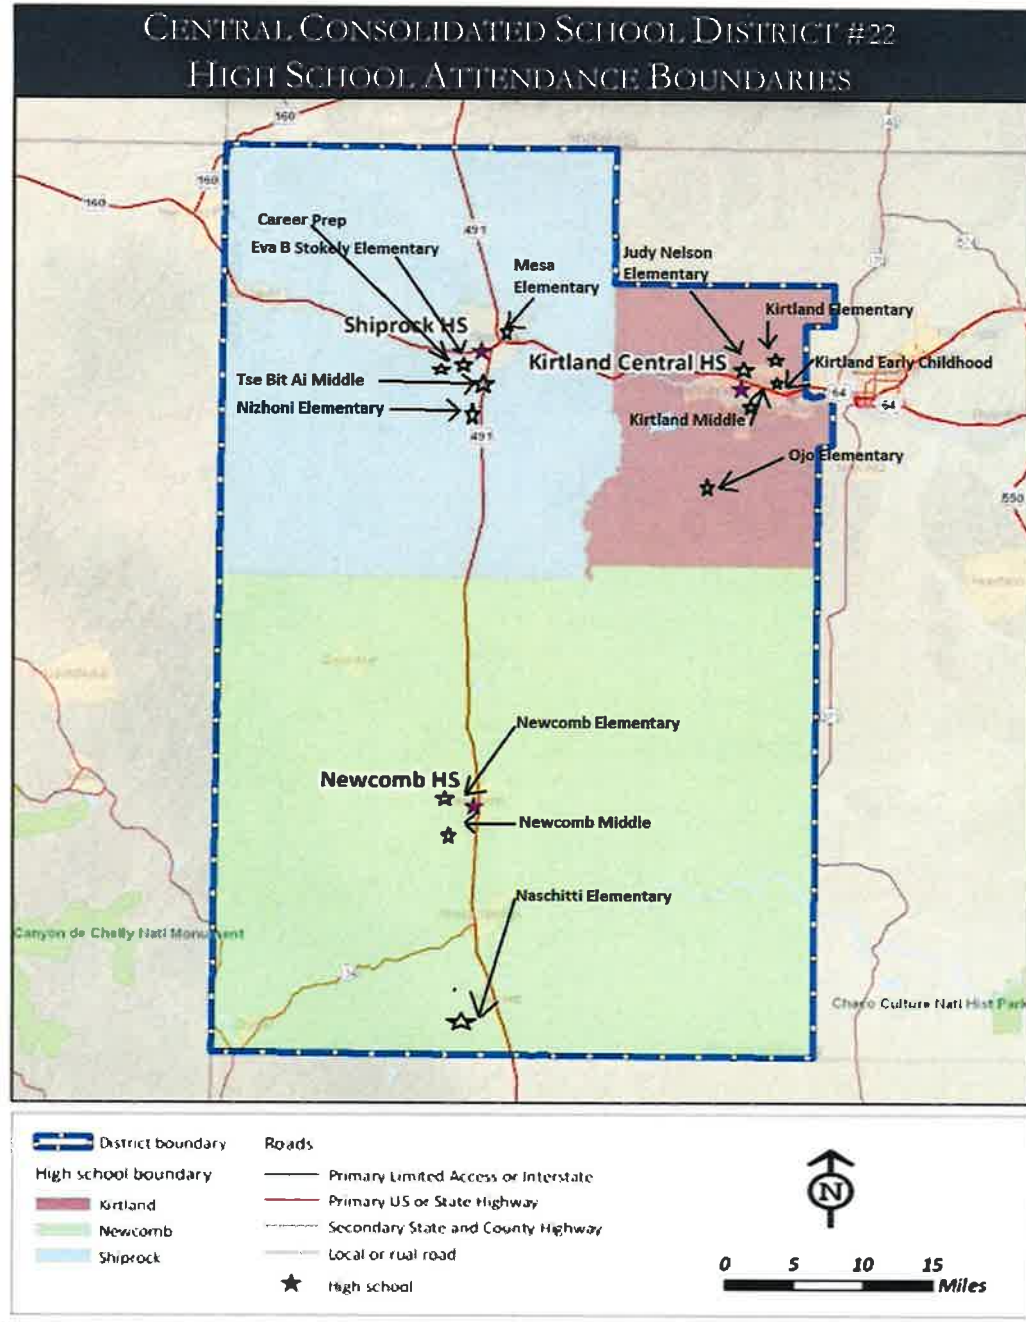 CENTRAL CONSOLIDATED SCHOOL DISTRICT #22
HIGH SCHOOL ATTENDANCE BOUNDARIES
160
160
160
491
Career Prep
Eva B Stokely Elementary
Mesa
Elementary
Judy Nelson
Elementary
Kirtland Elementary
Shiprock HS
Kirtland Central HS
Kirtland Early Childhood
Tse Bit Ai Middle
64
64
Nizhoni Elementary
Kirtland Middle
491
Ojo Elementary
550
Newcomb Elementary
Newcomb HS
Newcomb Middle
Naschitti Elementary
Canyon de Chelly Natl Monument
Chaco Culture Natl Hist Park
District boundary
High school boundary
Kirtland
Newcomb
Shiprock
Roads
Primary Limited Access or Interstate
Primary US or State Highway
Secondary State and County Highway
Local or rual road
High school
N
0 5 10 15
Miles